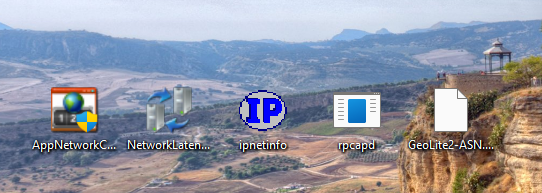 IP
AppNetworkC...
NetworkLaten...
ipnetinfo
rpcapd
GeoLite2-ASN....